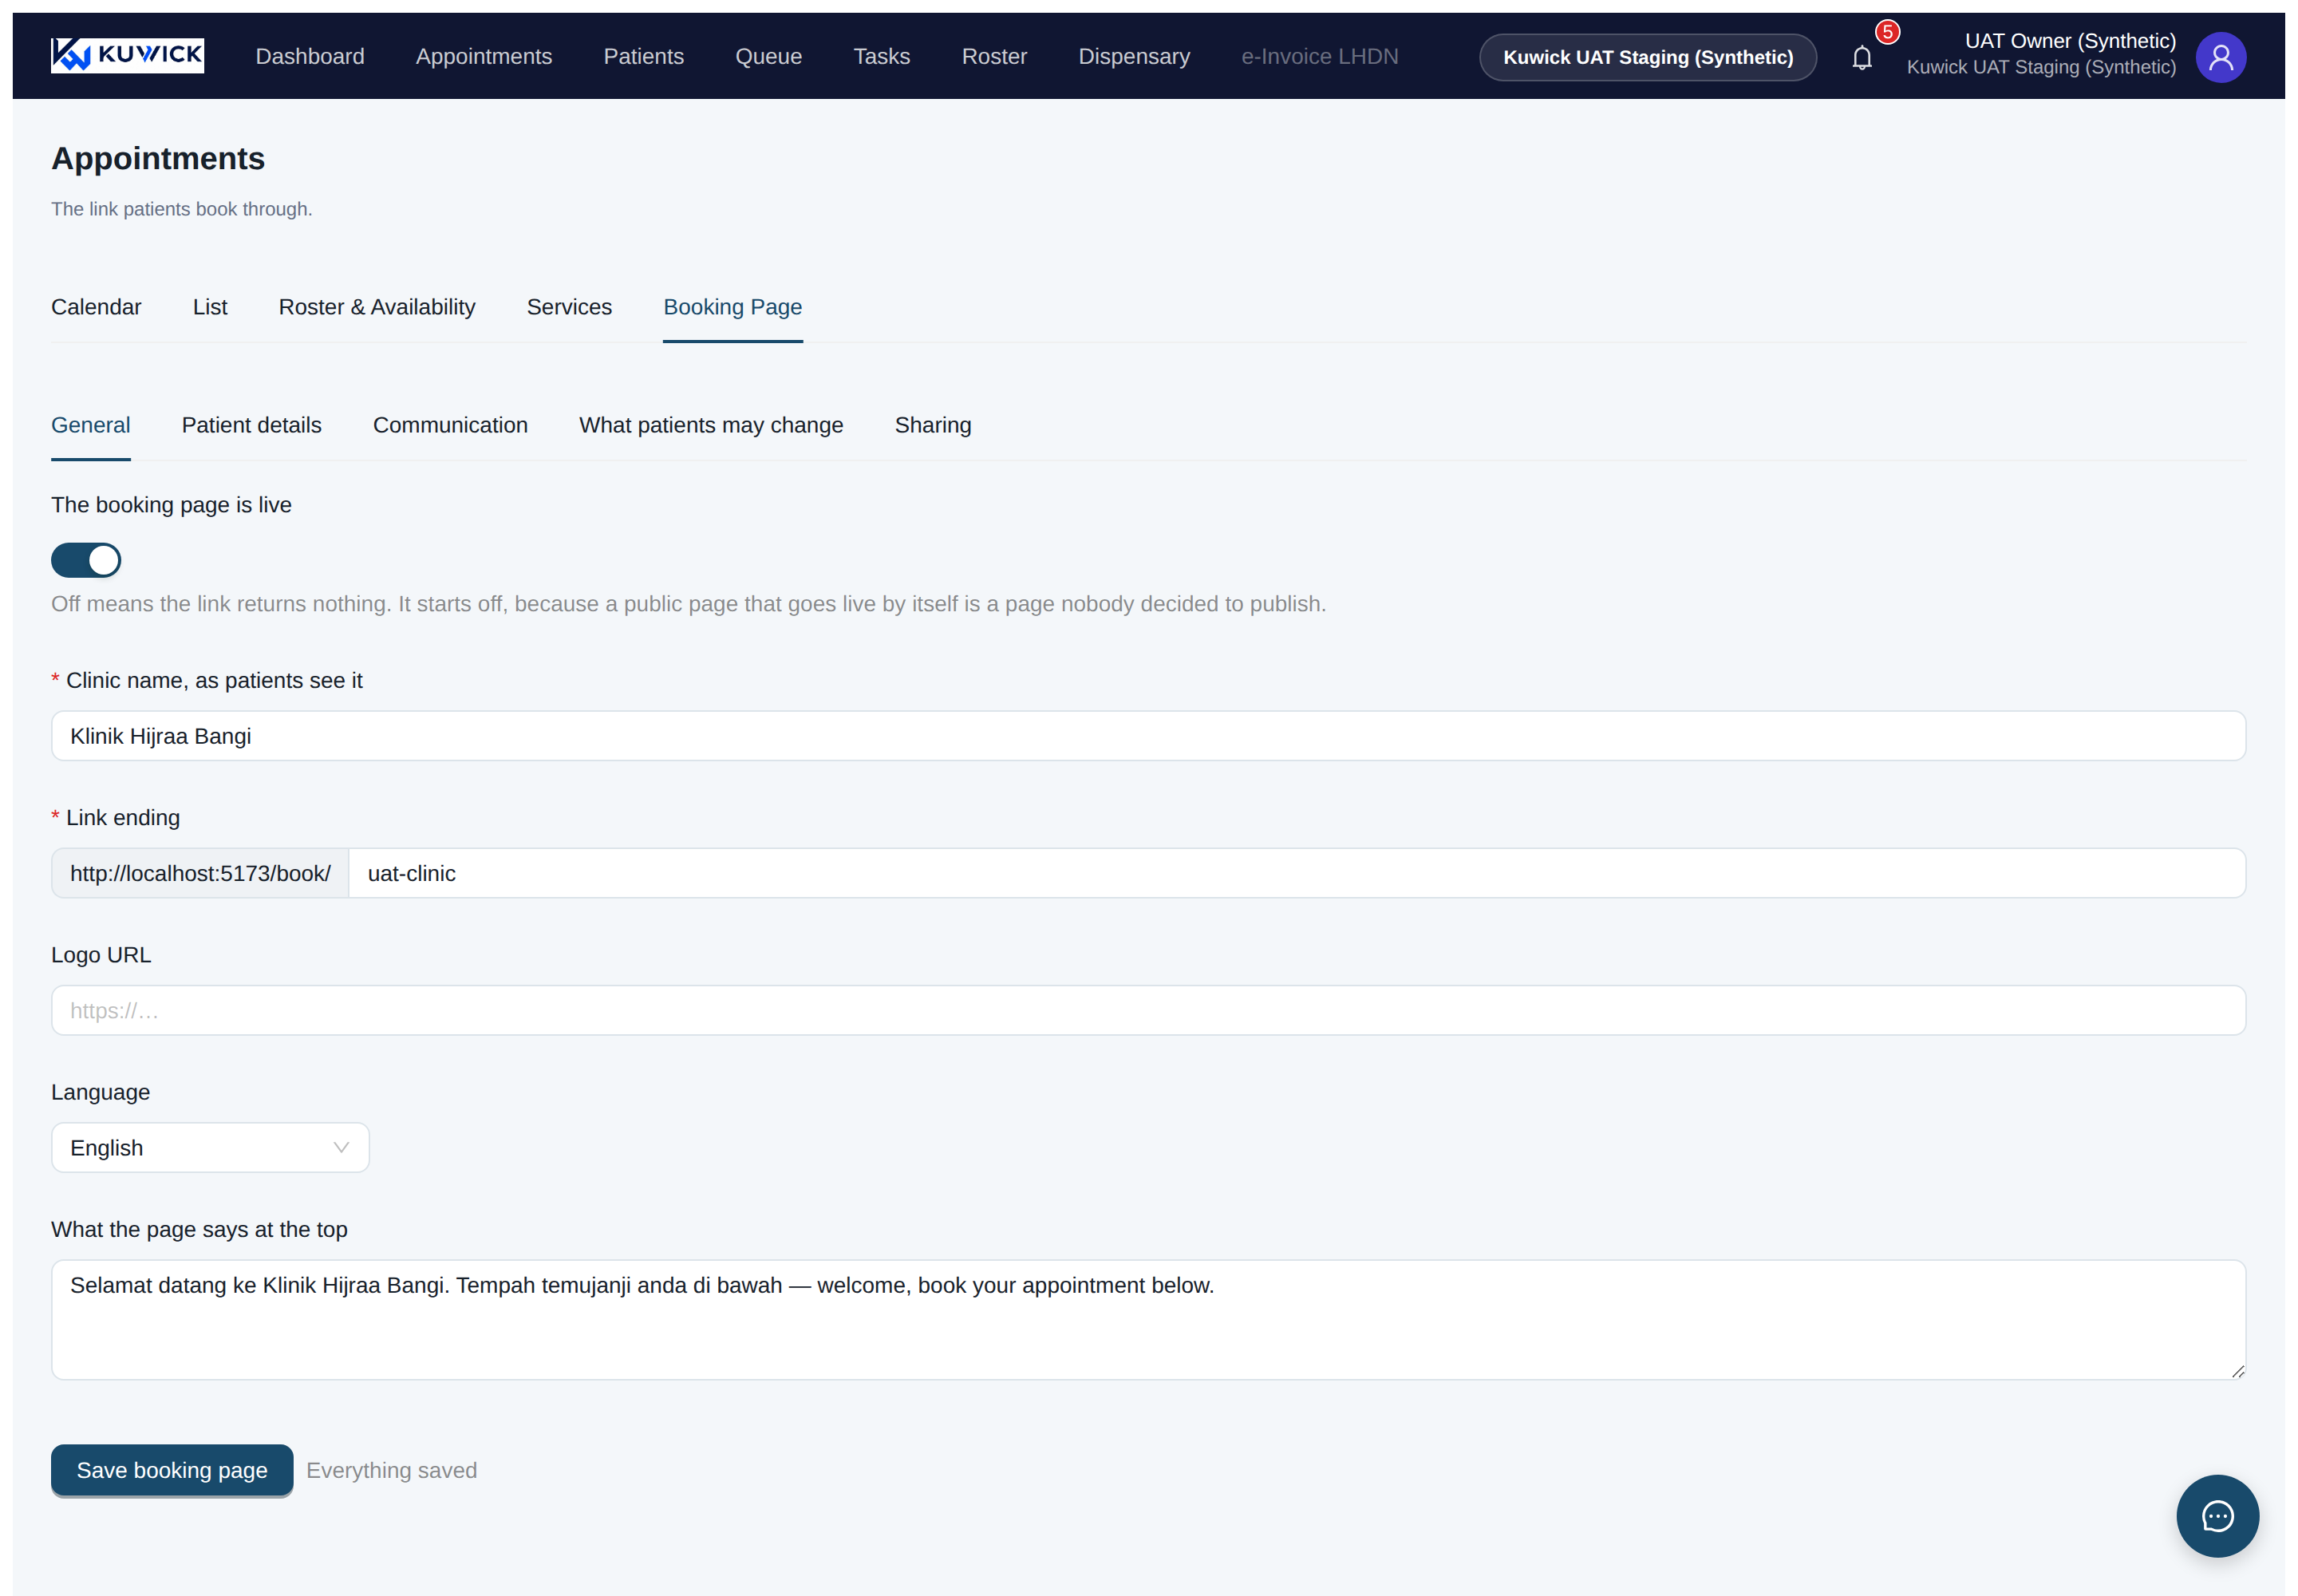 KUWICK
Dashboard
Appointments
Patients
Queue
Tasks
Roster
Dispensary
e-Invoice LHDN
Kuwick UAT Staging (Synthetic)
5
UAT Owner (Synthetic)
Kuwick UAT Staging (Synthetic)
Appointments
The link patients book through.
Calendar
List
Roster & Availability
Services
Booking Page
General
Patient details
Communication
What patients may change
Sharing
The booking page is live
Off means the link returns nothing. It starts off, because a public page that goes live by itself is a page nobody decided to publish.
* Clinic name, as patients see it
Klinik Hijraa Bangi
* Link ending
http://localhost:5173/book/ uat-clinic
Logo URL
https://…
Language
English
What the page says at the top
Selamat datang ke Klinik Hijraa Bangi. Tempah temujanji anda di bawah — welcome, book your appointment below.
Save booking page
Everything saved